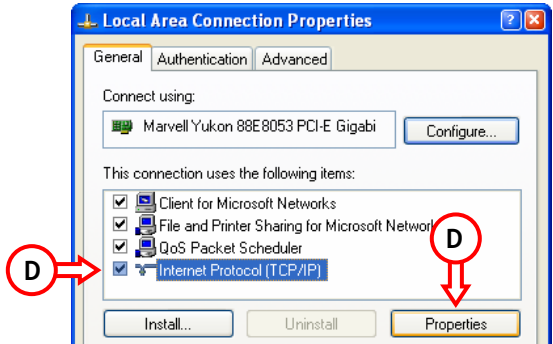 Local Area Connection Properties
General Authentication Advanced
Connect using:
Marvell Yukon 88E8053 PCI-E Gigabi Configure...
This connection uses the following items:
Client for Microsoft Networks
File and Printer Sharing for Microsoft
QoS Packet Scheduler D
D Internet Protocol (TCP/IP)
Install... Uninstall Properties